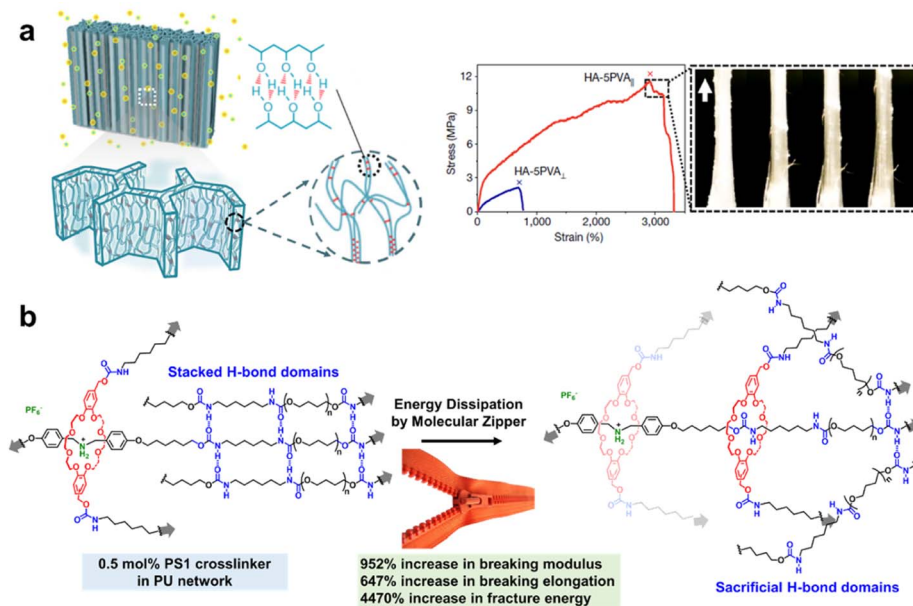 a
O O O
H H H H
O O O
12
9
6
3
0
Stress (MPa)
HA-5PVA∥
HA-5PVA⊥
0 1,000 2,000 3,000
Strain (%)
b
Stacked H-bond domains
PF6-
NH2
+
Energy Dissipation
by Molecular Zipper
PF6-
NH2
+
0.5 mol% PS1 crosslinker
in PU network
952% increase in breaking modulus
647% increase in breaking elongation
4470% increase in fracture energy
Sacrificial H-bond domains